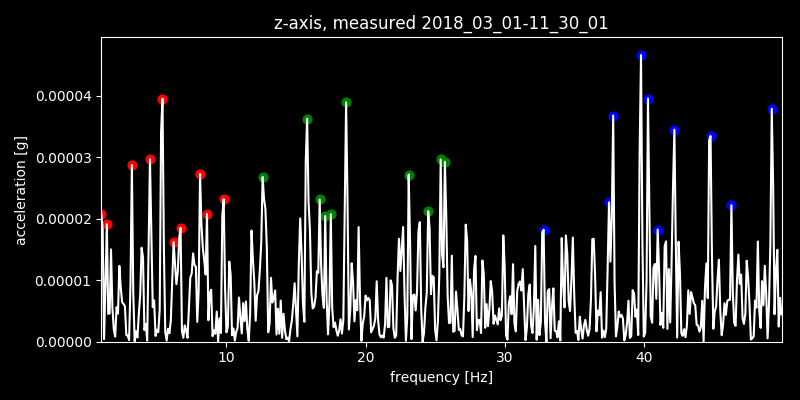 z-axis, measured 2018_03_01-11_30_01
acceleration [g]
0.00004
0.00003
0.00002
0.00001
0.00000
10 20 30 40
frequency [Hz]